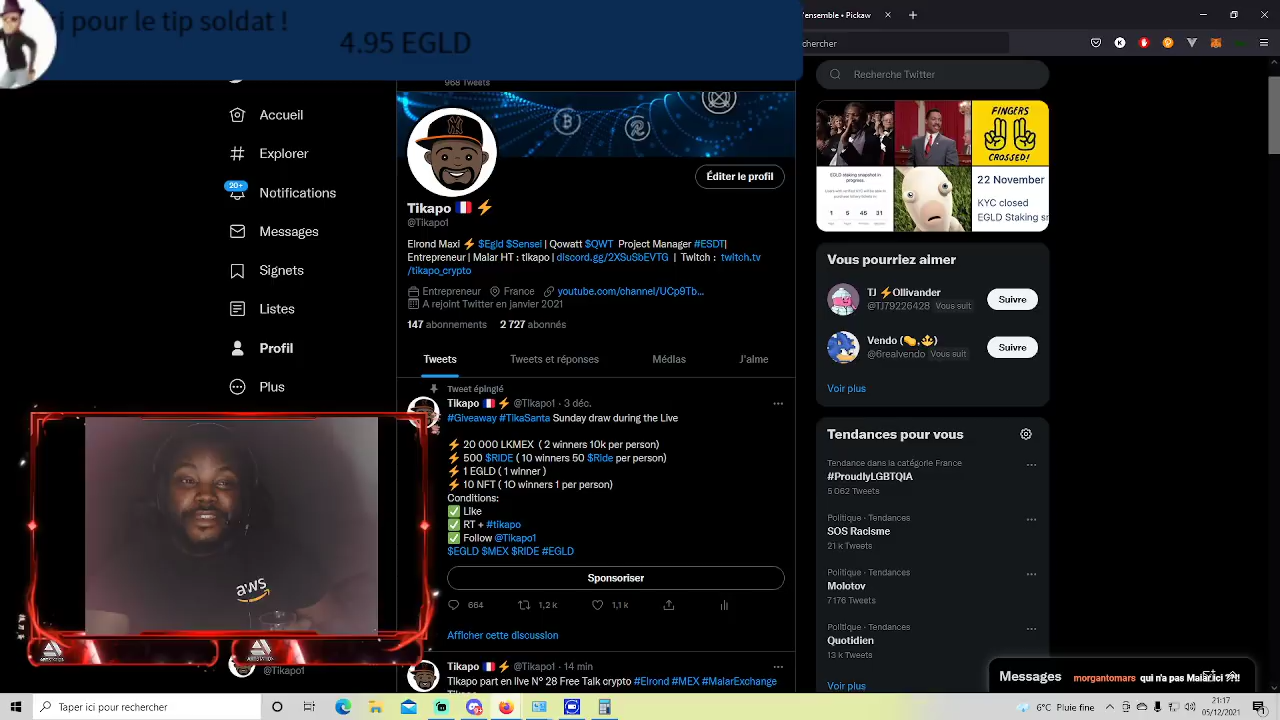 pour le tip soldat !
4.95 EGLD
ensemble • Picake
Recherche Twitter
968 Tweets
Accueil
Explorer
20+
Notifications
Messages
Signets
Listes
Profil
Plus
Éditer le profil
Tikapo
@Tikapo1
Elrond Maxi $Egld $Sensei | Qowatt $QWT Project Manager #ESDT|
Entrepreneur | Malar HT : tikapo | discord.gg/2XSuSbEVTG | Twitch : twitch.tv
/tikapo_crypto
Entrepreneur France youtube.com/channel/UCp9Tb...
A rejoint Twitter en janvier 2021
147 abonnements 2 727 abonnés
Tweets Tweets et réponses Médias J'aime
Tweet épinglé
Tikapo @Tikapo1 · 3 déc.
#Giveaway #TikaSanta Sunday draw during the Live
20 000 LKMEX ( 2 winners 10k per person)
500 $RIDE ( 10 winners 50 $Ride per person)
1 EGLD ( 1 winner )
10 NFT ( 10 winners 1 per person)
Conditions:
Like
RT + #tikapo
Follow @Tikapo1
$EGLD $MEX $RIDE #EGLD
Sponsoriser
664 1,2 k 1,1 k
Afficher cette discussion
Tikapo @Tikapo1 · 14 min
Tikapo part en live N° 28 Free Talk crypto #Elrond #MEX #MalarExchange
aws
@Tikapo1
FINGERS
CROSSED!
EGLD staking snapshot in
progress.
1 5 45 31
22 November
KYC closed
EGLD Staking
Vous pourriez aimer
TJ Ollivander
@TJ79226428 Vous suit
Suivre
Vendo
@6realvendo Vous suit
Suivre
Voir plus
Tendances pour vous
Tendance dans la catégorie France
#ProudlyLGBTQIA
5 062 Tweets
Politique · Tendances
SOS Racisme
21 k Tweets
Politique · Tendances
Molotov
7 176 Tweets
Politique · Tendances
Quotidien
13 k Tweets
Voir plus
Messages
morgantomars qui n'pas Malar ici ?!!
Taper ici pour rechercher
6°C Pluie fine
21:17
05/12/2021